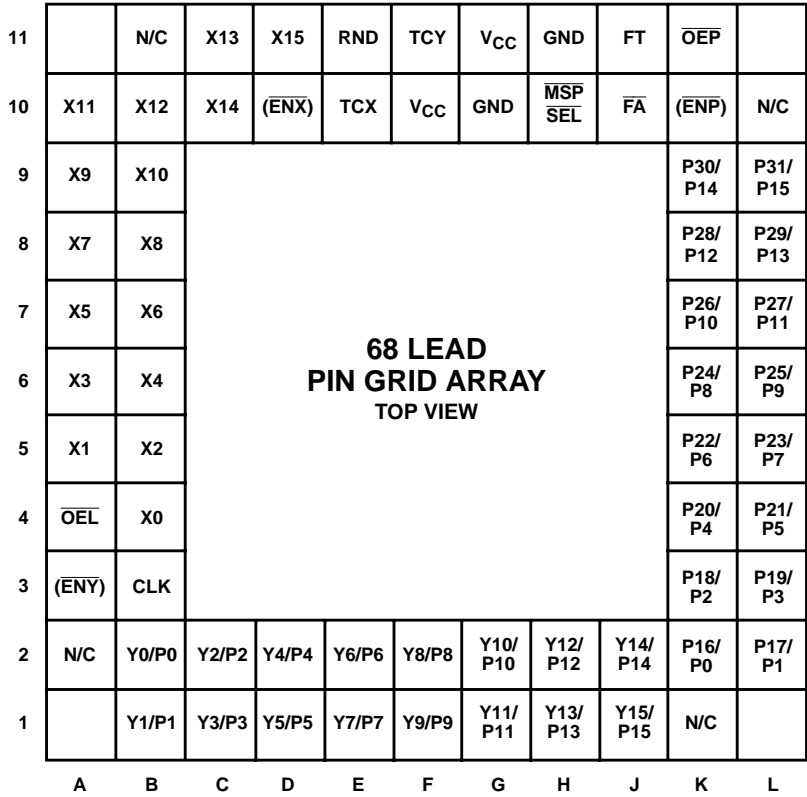 11 N/C X13 X15 RND TCY VCC GND FT OEP
10 X11 X12 X14 (ENX) TCX VCC GND MSP SEL FA (ENP) N/C
9 X9 X10 P30/P14 P31/P15
8 X7 X8 P28/P12 P29/P13
7 X5 X6 P26/P10 P27/P11
68 LEAD
6 X3 X4 P24/P8 P25/P9
PIN GRID ARRAY
TOP VIEW
5 X1 X2 P22/P6 P23/P7
4 OEL X0 P20/P4 P21/P5
3 (ENY) CLK P18/P2 P19/P3
2 N/C Y0/P0 Y2/P2 Y4/P4 Y6/P6 Y8/P8 Y10/P10 Y12/P12 Y14/P14 P16/P0 P17/P1
1 Y1/P1 Y3/P3 Y5/P5 Y7/P7 Y9/P9 Y11/P11 Y13/P13 Y15/P15 N/C
A B C D E F G H J K L